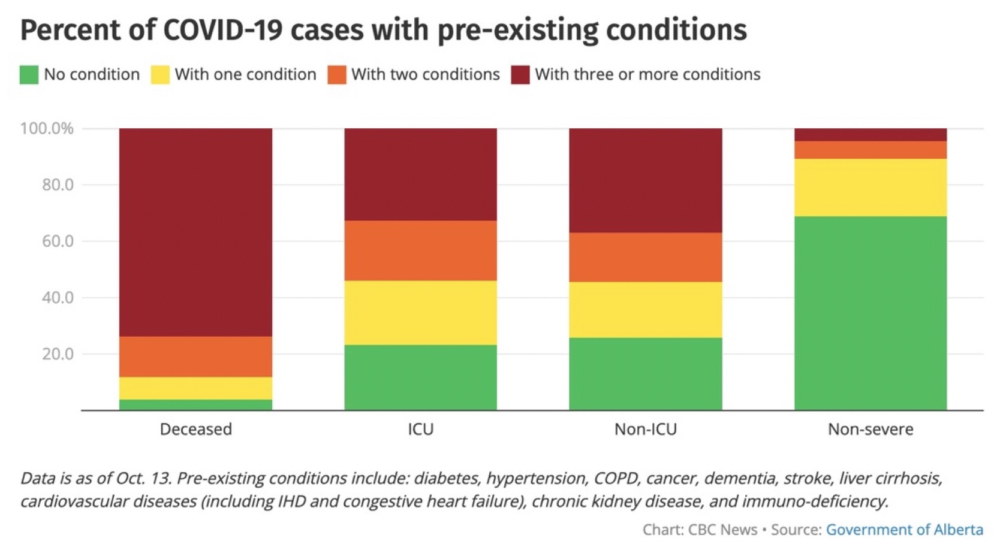 Percent of COVID-19 cases with pre-existing conditions
No condition With one condition With two conditions With three or more conditions
100.0%
80.0
60.0
40.0
20.0
Deceased ICU Non-ICU Non-severe
Data is as of Oct. 13. Pre-existing conditions include: diabetes, hypertension, COPD, cancer, dementia, stroke, liver cirrhosis,
cardiovascular diseases (including IHD and congestive heart failure), chronic kidney disease, and immuno-deficiency.
Chart: CBC News • Source: Government of Alberta